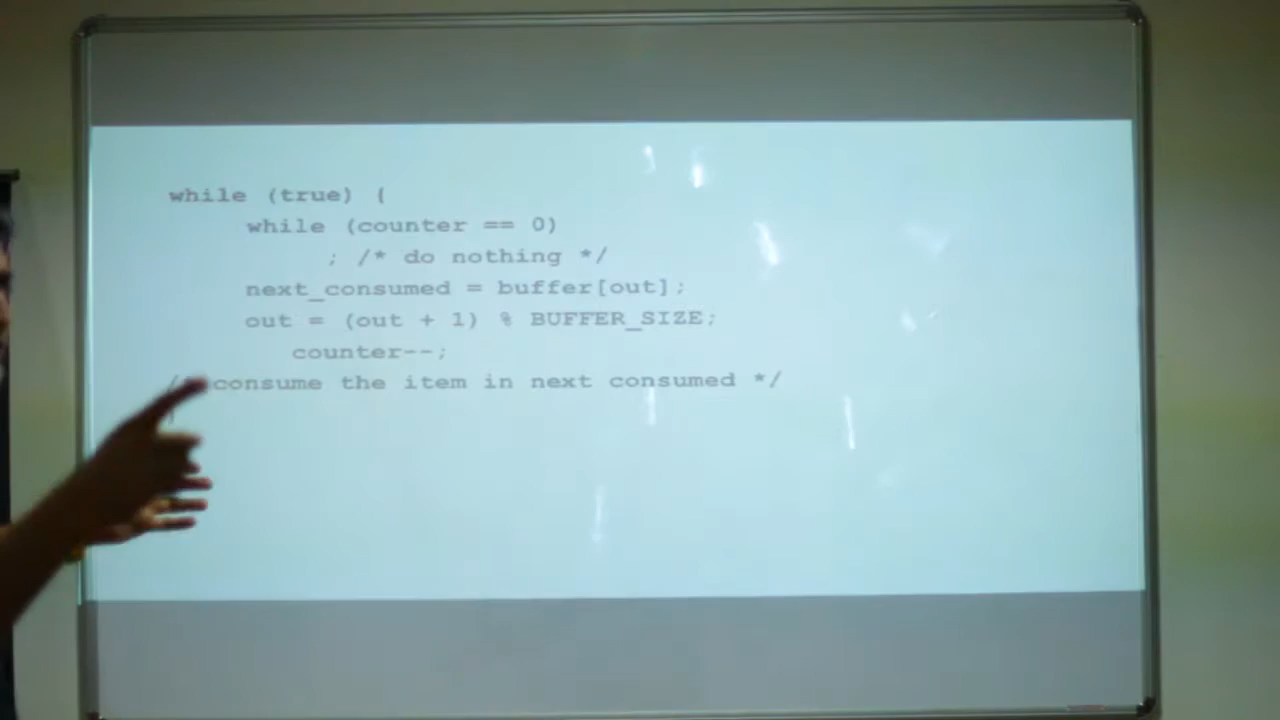 while (true) {
while (counter == 0)
; /* do nothing */
next_consumed = buffer[out];
out = (out + 1) % BUFFER_SIZE;
counter--;
/* consume the item in next consumed */
}